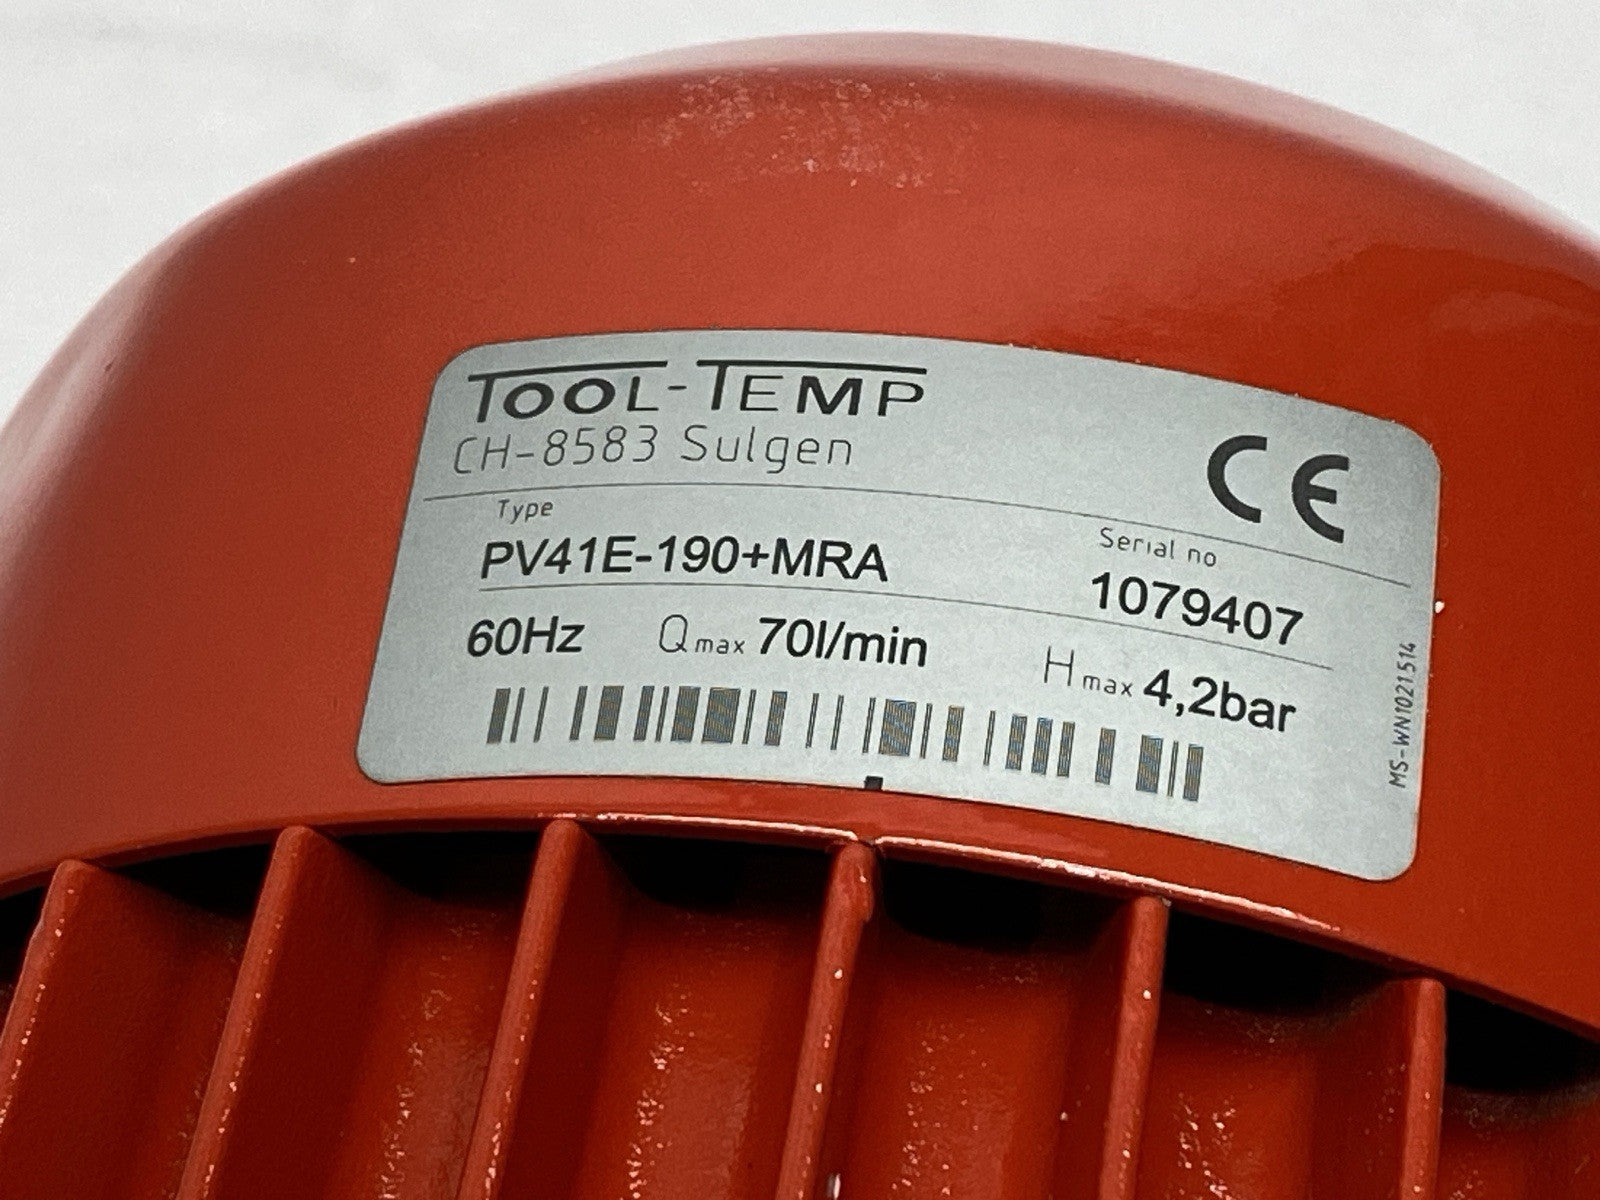 TOOL-TEMP
CH-8583 Sulgen
CE
Type
PV41E-190+MRA
Serial no
1079407
60Hz Qmax 70l/min Hmax 4,2bar
MS-WN1021514